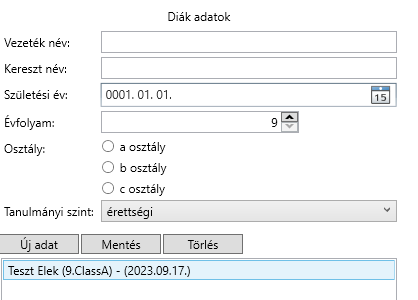 Diák adatok
Vezeték név:
Kereszt név:
Születési év: 0001. 01. 01. 15
Évfolyam: 9
Osztály: a osztály
b osztály
c osztály
Tanulmányi szint: érettségi
Új adat Mentés Törlés
Teszt Elek (9.ClassA) - (2023.09.17.)